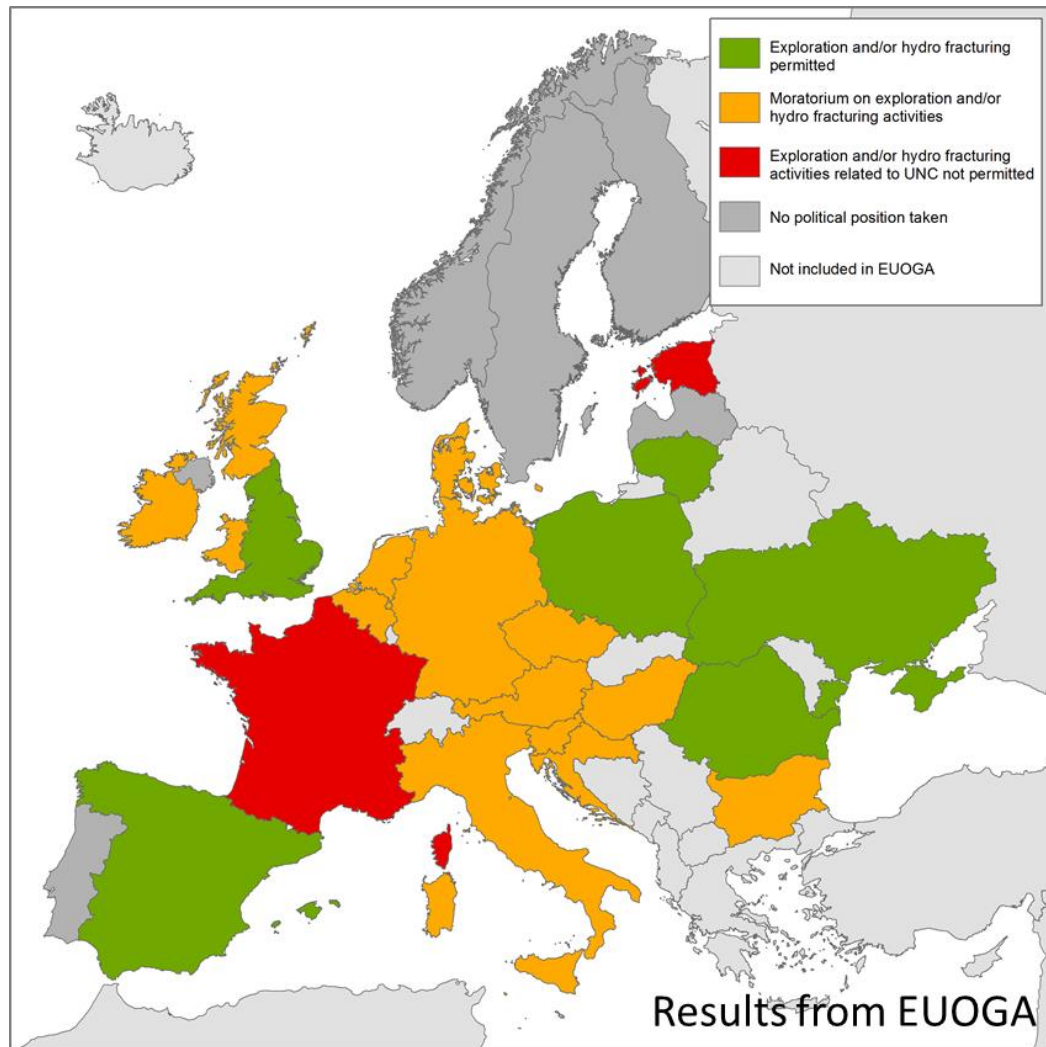 Exploration and/or hydro fracturing
permitted
Moratorium on exploration and/or
hydro fracturing activities
Exploration and/or hydro fracturing
activities related to UNC not permitted
No political position taken
Not included in EUOGA
Results from EUOGA